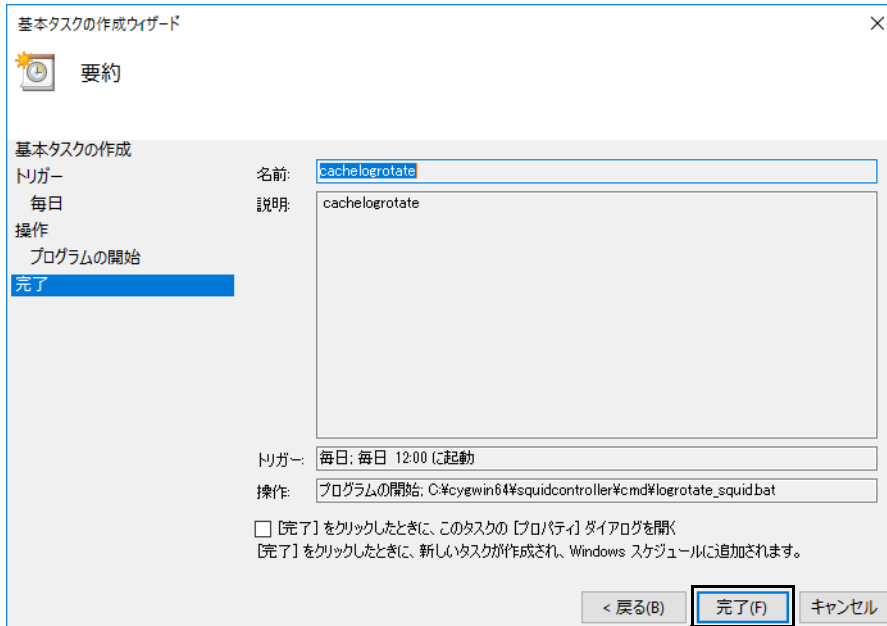 基本タスクの作成ウィザード
要約
基本タスクの作成
トリガー
毎日
操作
プログラムの開始
完了
名前: cachelogrotate
説明: cachelogrotate
トリガー: 毎日; 毎日 12:00 に起動
操作: プログラムの開始; C:¥cygwin64¥squidcontroller¥cmd¥logrotate_squid.bat
[完了] をクリックしたときに、このタスクの [プロパティ] ダイアログを開く
[完了] をクリックしたときに、新しいタスクが作成され、Windows スケジュールに追加されます。
< 戻る(B) 完了(F) キャンセル